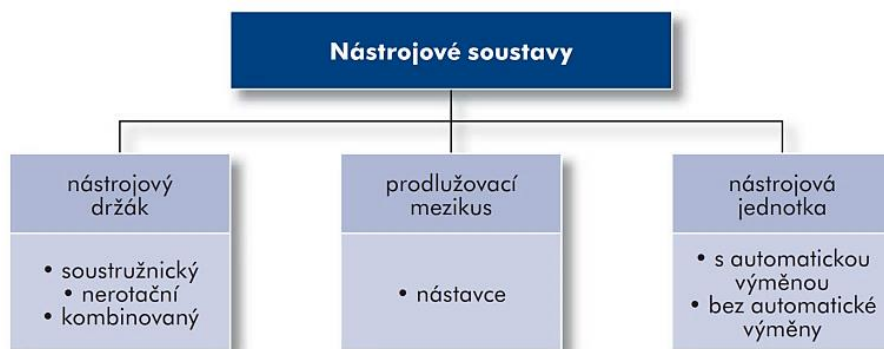 Nástrojové soustavy
nástrojový
držák
• soustružnický
• nerotační
• kombinovaný
prodlužovací
mezikus
• nástavce
nástrojová
jednotka
• s automatickou
výměnou
• bez automatické
výměny